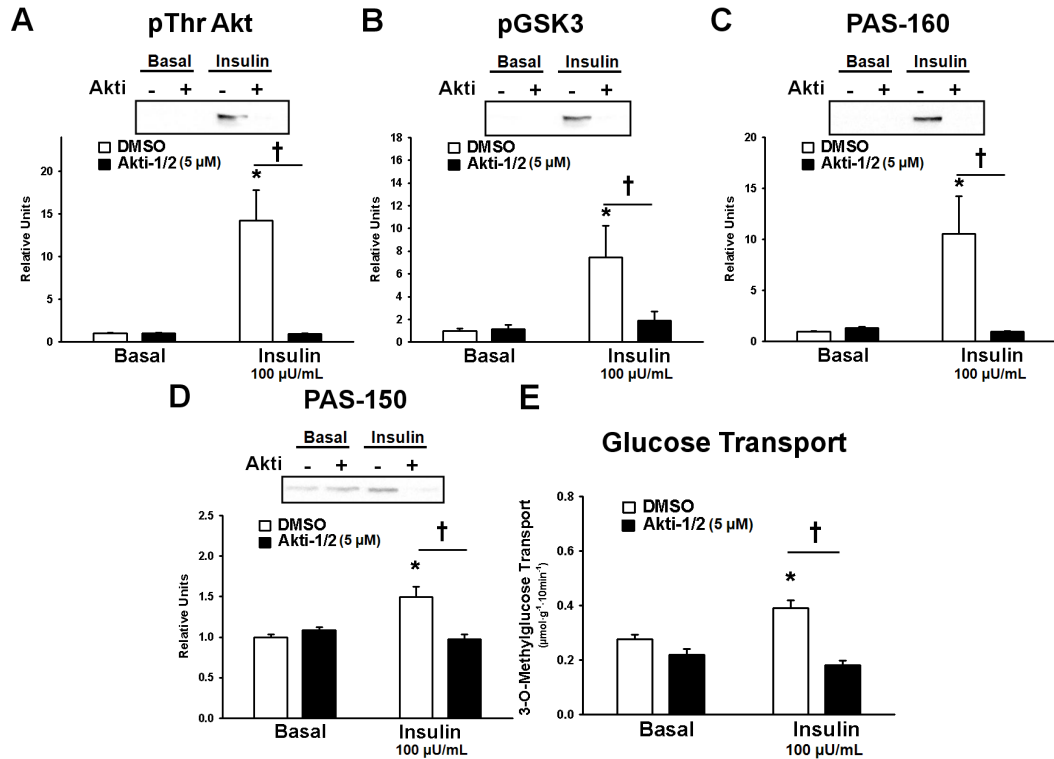 A
pThr Akt
Basal Insulin
Akti - + - +
DMSO
Akti-1/2 (5 µM)
†
*
Relative Units
20
15
10
5
0
Basal Insulin
100 µU/mL
B
pGSK3
Basal Insulin
Akti - + - +
DMSO
Akti-1/2 (5 µM)
†
*
Relative Units
18
16
14
12
10
8
6
4
2
0
Basal Insulin
100 µU/mL
C
PAS-160
Basal Insulin
Akti - + - +
DMSO
Akti-1/2 (5 µM)
†
*
Relative Units
20
15
10
5
0
Basal Insulin
100 µU/mL
D
PAS-150
Basal Insulin
Akti - + - +
DMSO
Akti-1/2 (5 µM)
†
*
Relative Units
2.5
2.0
1.5
1.0
0.5
0.0
Basal Insulin
100 µU/mL
E
Glucose Transport
DMSO
Akti-1/2 (5 µM)
†
*
3-O-Methylglucose Transport
(µmol·g⁻¹·10min⁻¹)
0.8
0.6
0.4
0.2
0.0
Basal Insulin
100 µU/mL